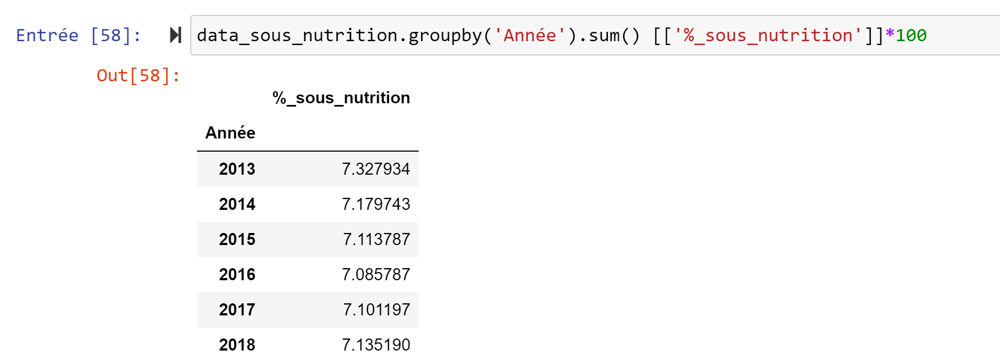 Entrée [58]: data_sous_nutrition.groupby('Année').sum() [['%_sous_nutrition']]*100
Out[58]:
%_sous_nutrition
Année
2013 7.327934
2014 7.179743
2015 7.113787
2016 7.085787
2017 7.101197
2018 7.135190